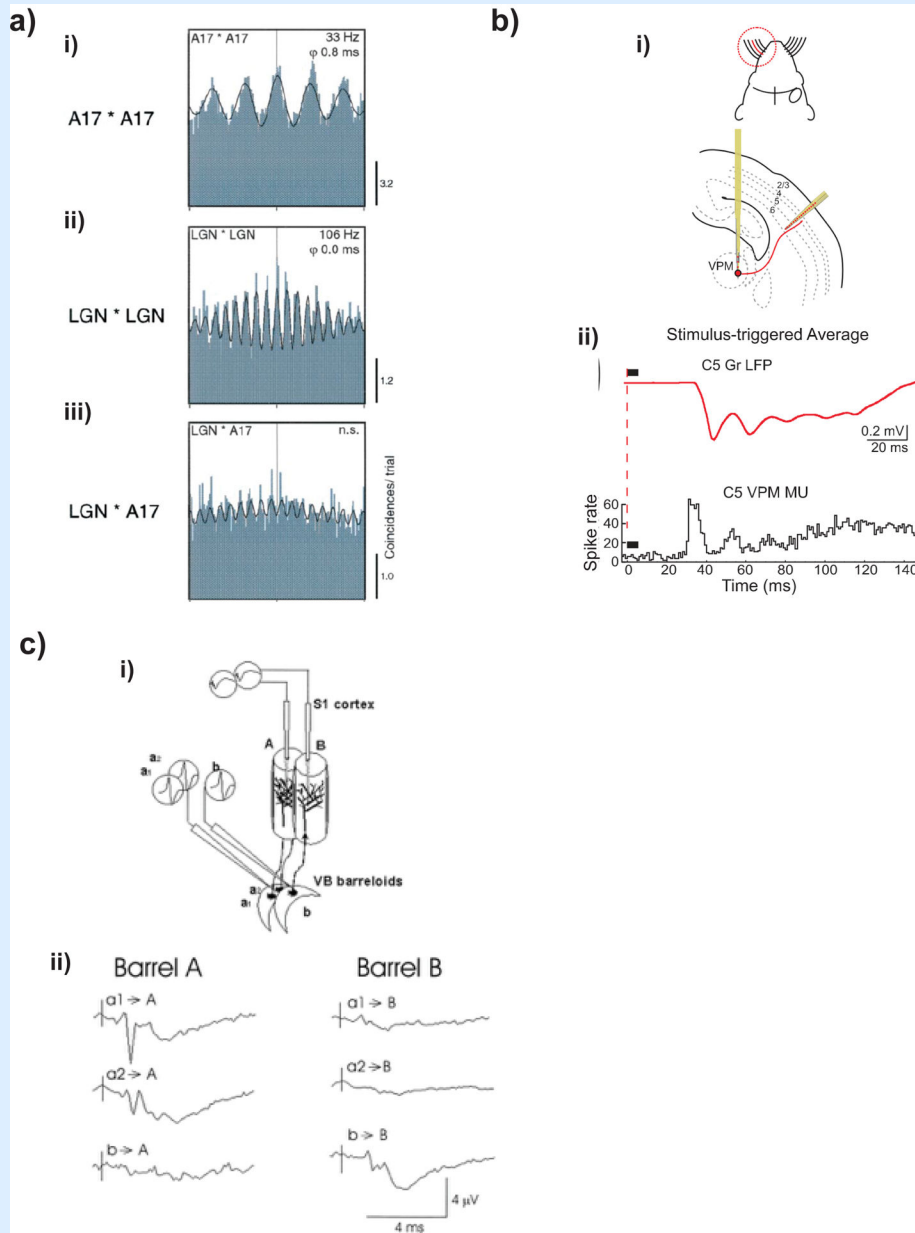 a)
i)
A17 * A17
A17 * A17
33 Hz
φ 0.8 ms
3.2
ii)
LGN * LGN
LGN * LGN
106 Hz
φ 0.0 ms
1.2
iii)
LGN * A17
LGN * A17
n.s.
Coincidences/ trial
1.0
b)
i)
2/3
4
5
6
VPM
ii)
Stimulus-triggered Average
C5 Gr LFP
0.2 mV
20 ms
C5 VPM MU
Spike rate
60
40
20
0
0 20 40 60 80 100 120 140
Time (ms)
c)
i)
S1 cortex
A B
a2
a1
b
VB barreloids
a2
a1
b
ii)
Barrel A Barrel B
a1 → A a1 → B
a2 → A a2 → B
b → A b → B
4 μV
4 ms